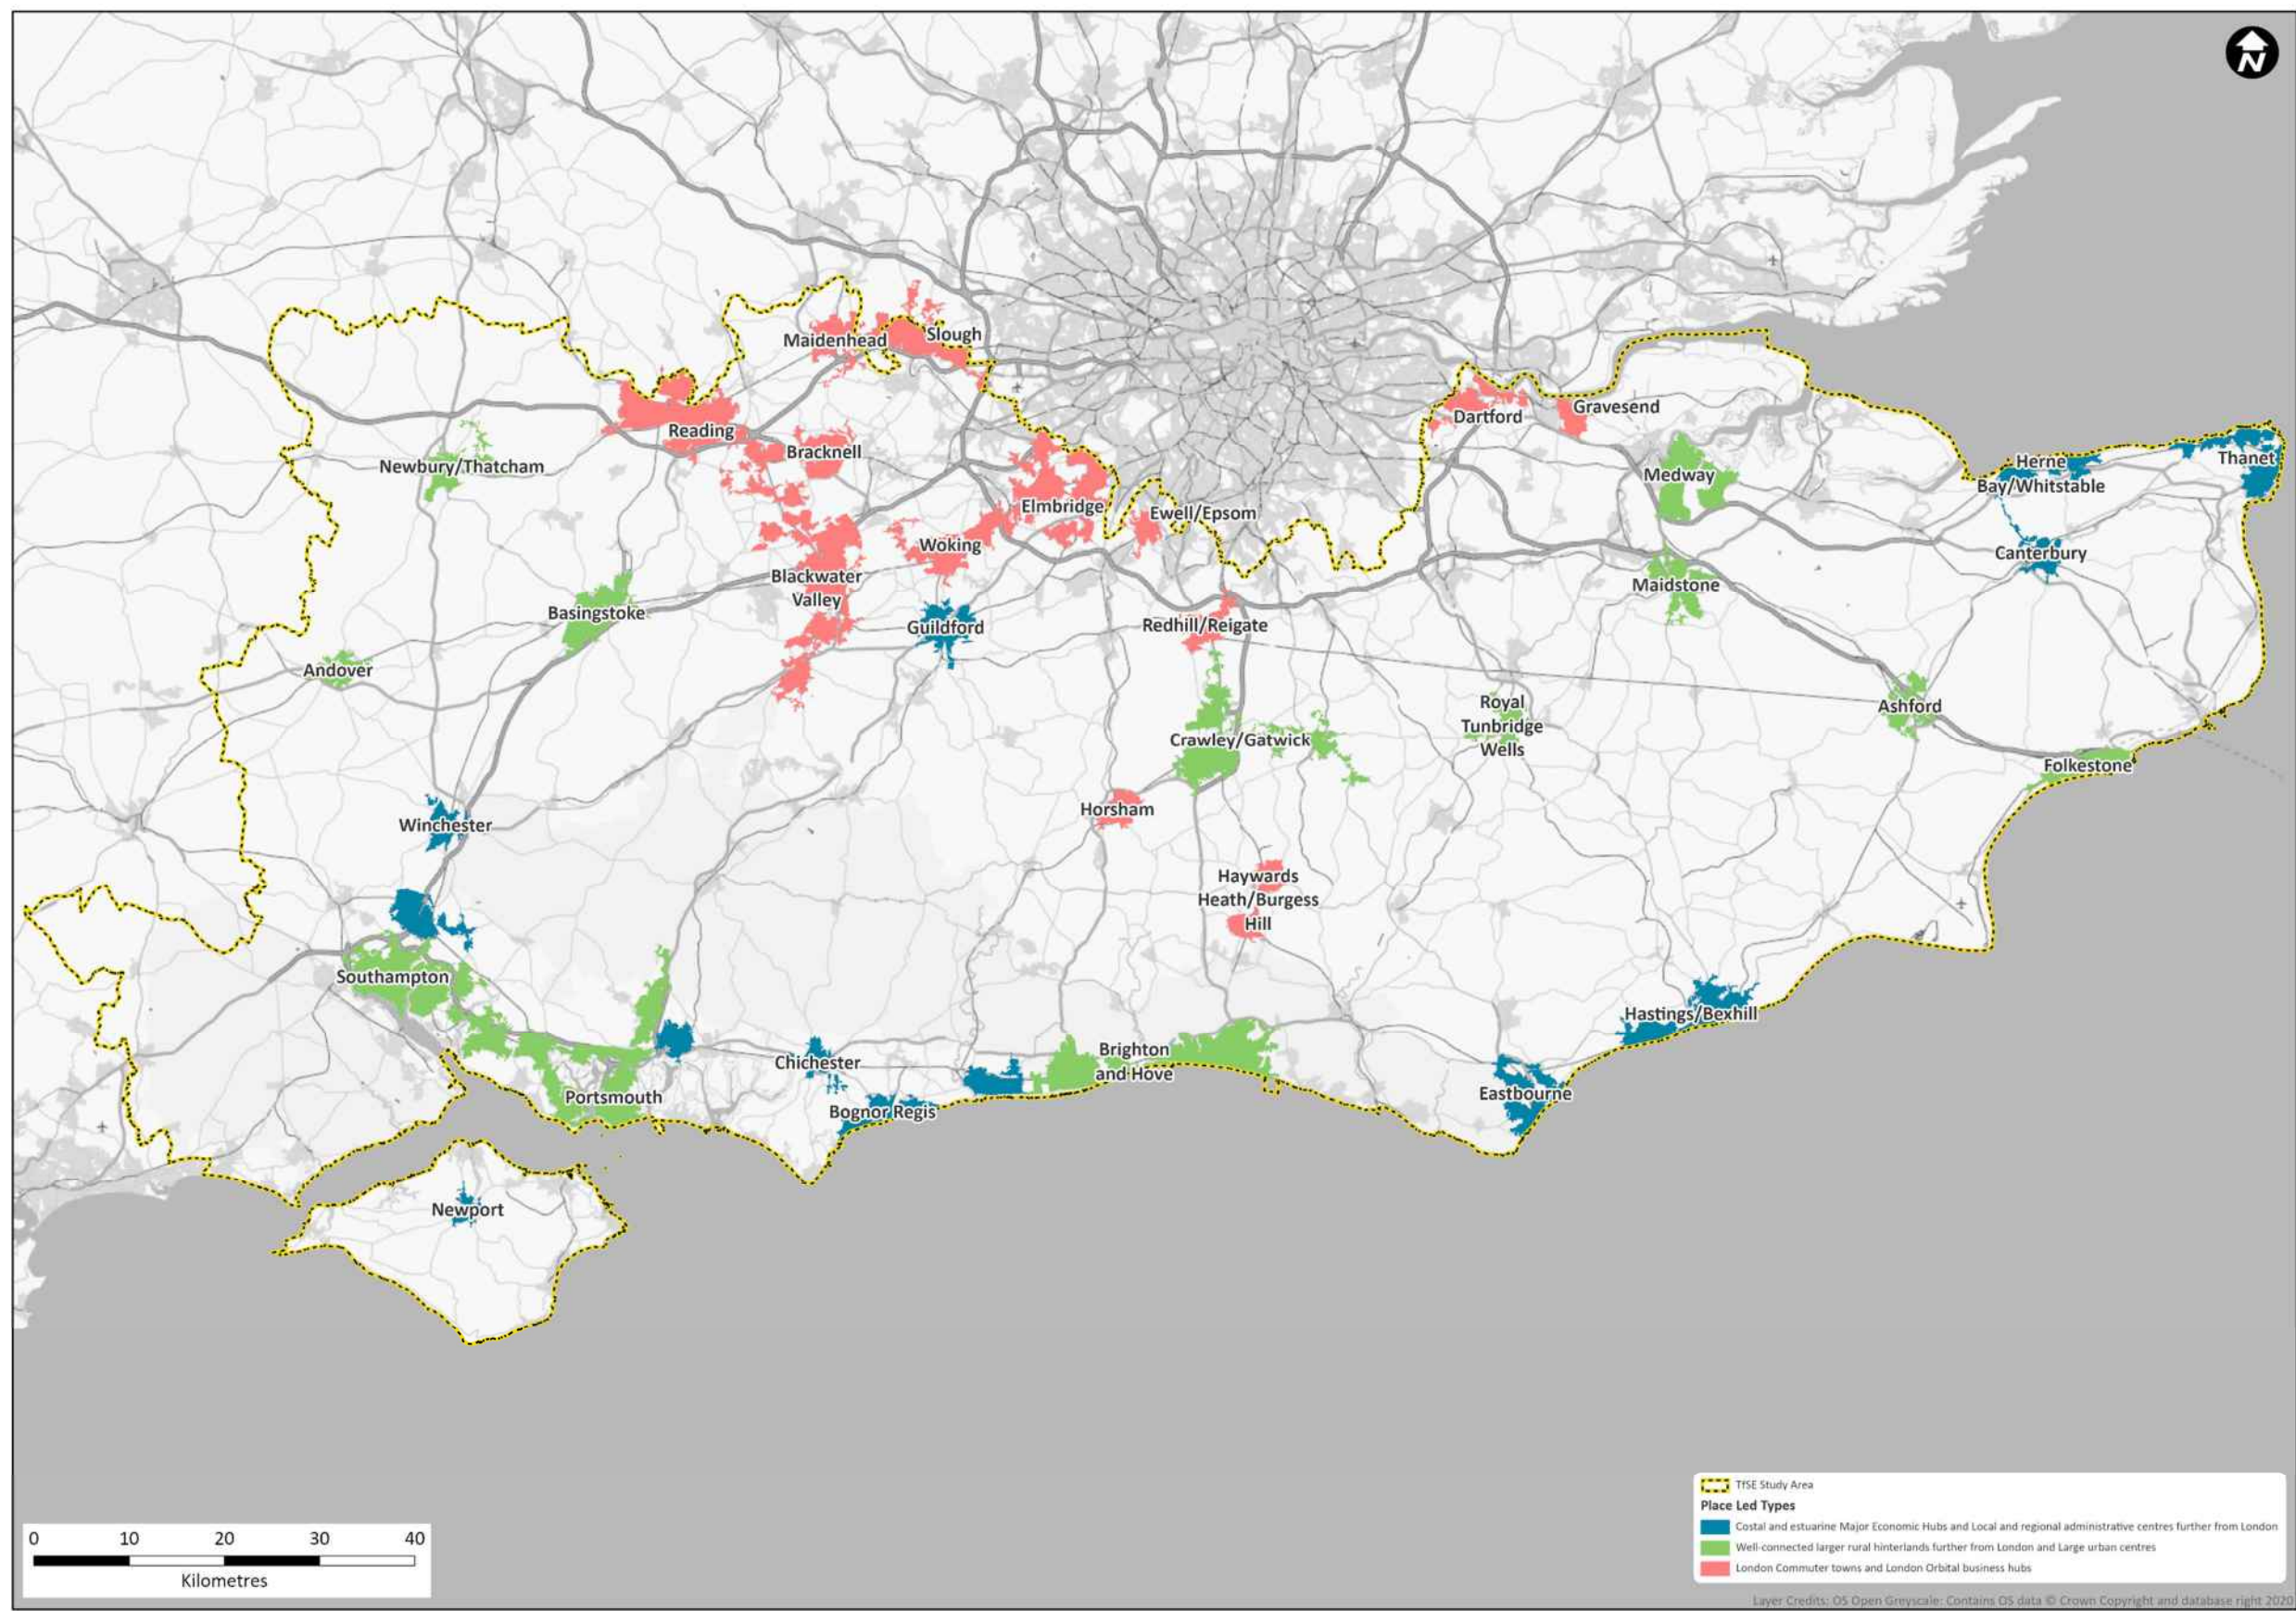 N
Slough
Maidenhead
Gravesend
Dartford
Reading
Bracknell
Newbury/Thatcham
Medway
Herne
Bay/Whitstable
Thanet
Elmbridge
Ewell/Epsom
Woking
Canterbury
Blackwater
Valley
Maidstone
Basingstoke
Guildford
Redhill/Reigate
Andover
Royal
Tunbridge
Wells
Ashford
Crawley/Gatwick
Folkestone
Horsham
Winchester
Haywards
Heath/Burgess
Hill
Southampton
Hastings/Bexhill
Brighton
and Hove
Chichester
Portsmouth
Eastbourne
Bognor Regis
Newport
0 10 20 30 40
Kilometres
TfSE Study Area
Place Led Types
Costal and estuarine Major Economic Hubs and Local and regional administrative centres further from London
Well-connected larger rural hinterlands further from London and Large urban centres
London Commuter towns and London Orbital business hubs
Layer Credits: OS Open Greyscale: Contains OS data © Crown Copyright and database right 2020